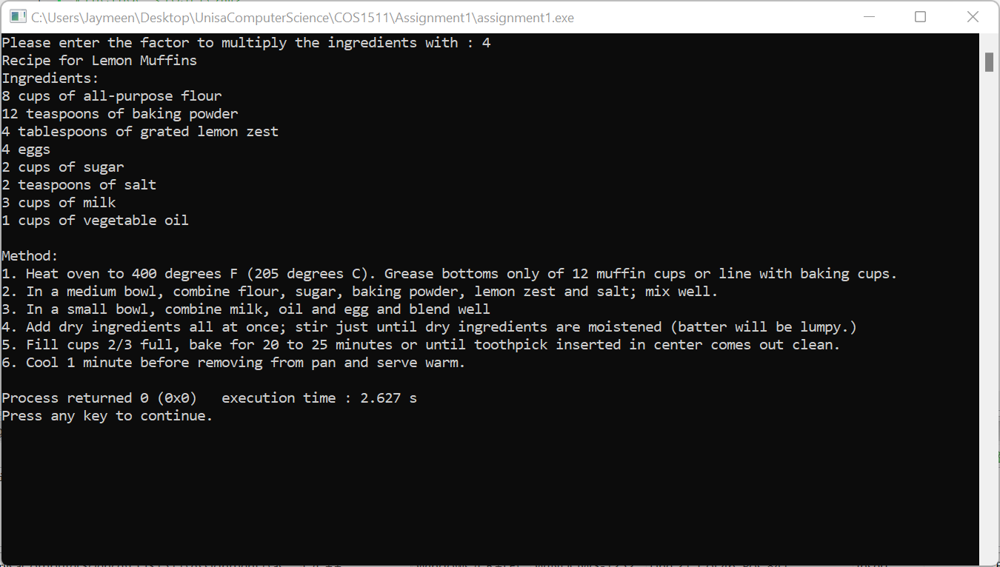 C:\Users\Jaymeen\Desktop\UnisaComputerScience\COS1511\Assignment1\assignment1.exe
Please enter the factor to multiply the ingredients with : 4
Recipe for Lemon Muffins
Ingredients:
8 cups of all-purpose flour
12 teaspoons of baking powder
4 tablespoons of grated lemon zest
4 eggs
2 cups of sugar
2 teaspoons of salt
3 cups of milk
1 cups of vegetable oil

Method:
1. Heat oven to 400 degrees F (205 degrees C). Grease bottoms only of 12 muffin cups or line with baking cups.
2. In a medium bowl, combine flour, sugar, baking powder, lemon zest and salt; mix well.
3. In a small bowl, combine milk, oil and egg and blend well
4. Add dry ingredients all at once; stir just until dry ingredients are moistened (batter will be lumpy.)
5. Fill cups 2/3 full, bake for 20 to 25 minutes or until toothpick inserted in center comes out clean.
6. Cool 1 minute before removing from pan and serve warm.

Process returned 0 (0x0)   execution time : 2.627 s
Press any key to continue.